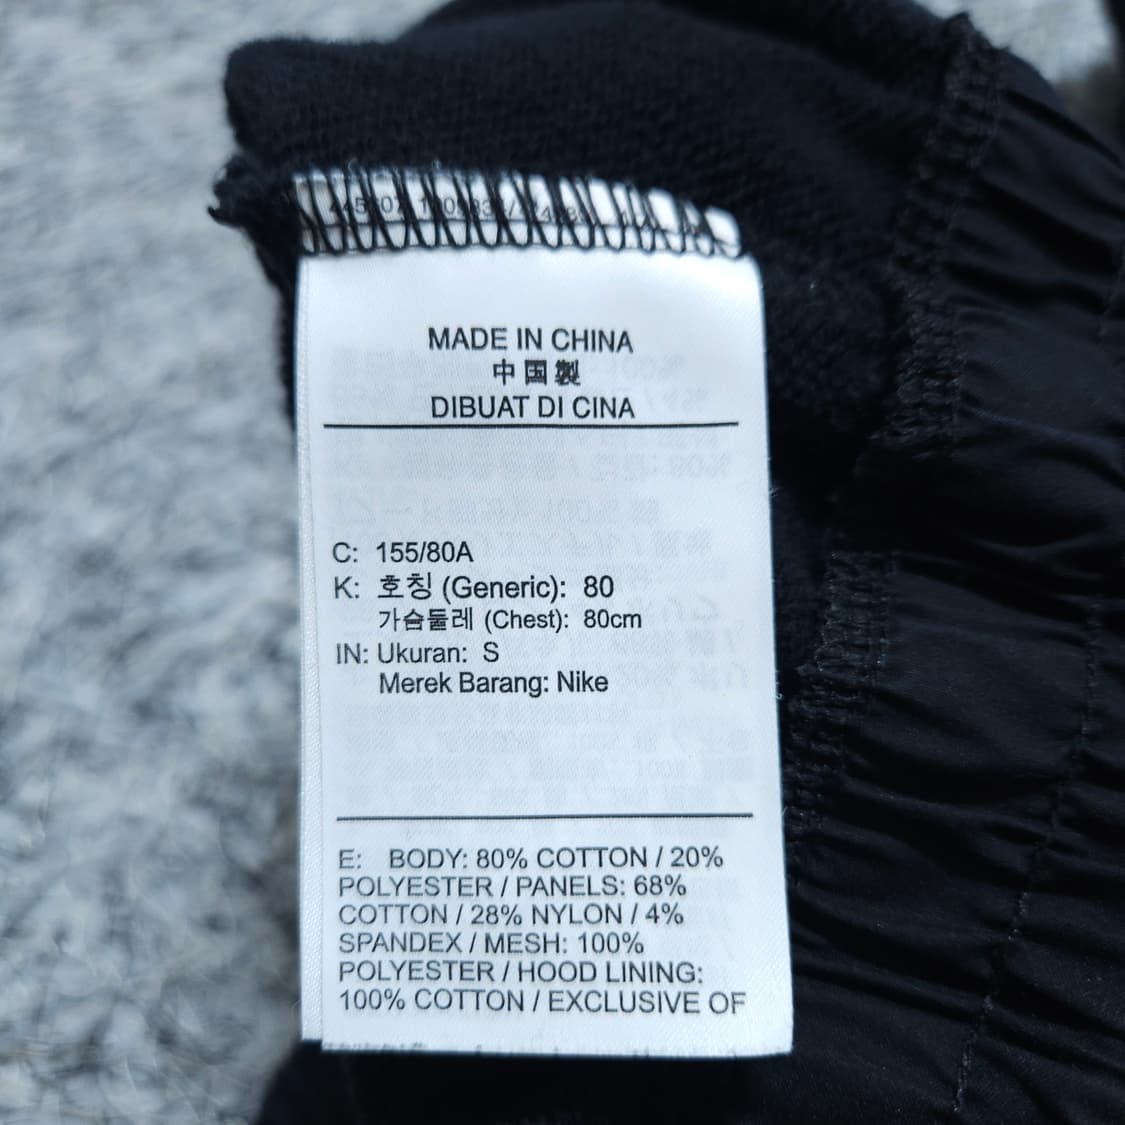 MADE IN CHINA
中国製
DIBUAT DI CINA
C: 155/80A
K: 호칭 (Generic): 80
가슴둘레 (Chest): 80cm
IN: Ukuran: S
Merek Barang: Nike
E: BODY: 80% COTTON / 20%
POLYESTER / PANELS: 68%
COTTON / 28% NYLON / 4%
SPANDEX / MESH: 100%
POLYESTER / HOOD LINING:
100% COTTON / EXCLUSIVE OF